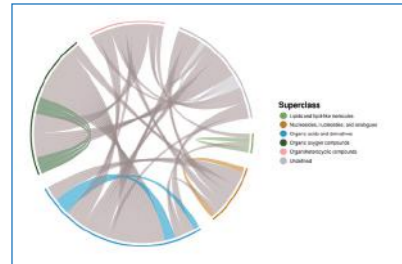 Superclass
Lipids and lipid-like molecules
Nucleosides, nucleotides, and analogues
Organic acids and derivatives
Organic oxygen compounds
Organoheterocyclic compounds
Undefined